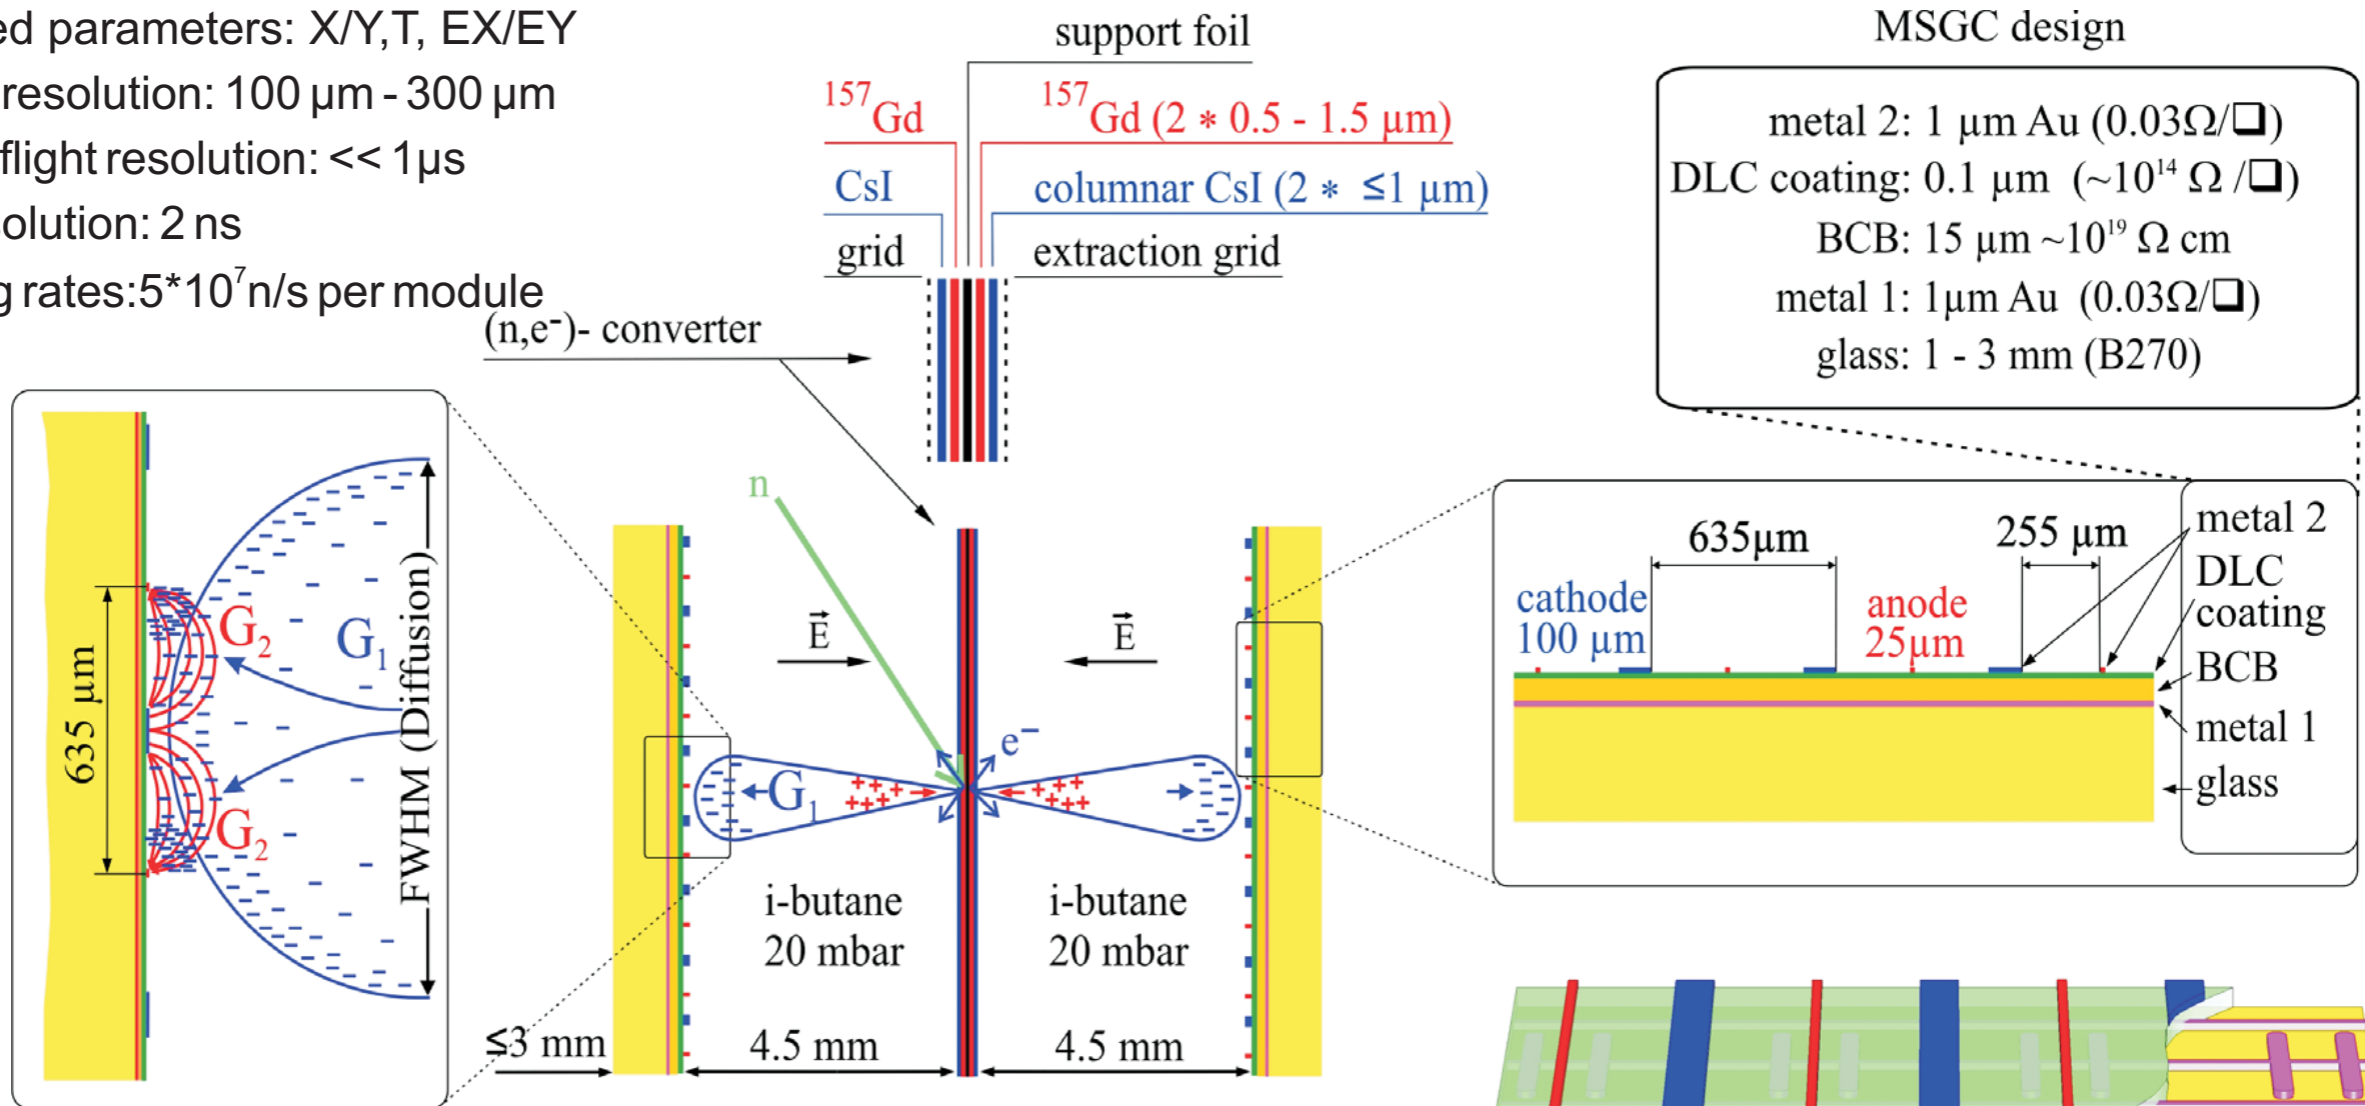 ed parameters: X/Y,T, EX/EY
resolution: 100 µm - 300 µm
flight resolution: << 1µs
solution: 2 ns
g rates:5*10⁷n/s per module
support foil
¹⁵⁷Gd
¹⁵⁷Gd (2 * 0.5 - 1.5 µm)
CsI
columnar CsI (2 * ≤1 µm)
grid
extraction grid
(n,e⁻)- converter
MSGC design
metal 2: 1 µm Au (0.03Ω/❑)
DLC coating: 0.1 µm (~10¹⁴ Ω /❑)
BCB: 15 µm ~10¹⁹ Ω cm
metal 1: 1µm Au (0.03Ω/❑)
glass: 1 - 3 mm (B270)
635 µm
G₂
G₁
G₂
FWHM (Diffusion)
n
E⃗
E⃗
e⁻
G₁
+ + + + + + +
+ + + + + + +
i-butane
20 mbar
i-butane
20 mbar
≤3 mm
4.5 mm
4.5 mm
635µm
255 µm
cathode
100 µm
anode
25µm
metal 2
DLC
coating
BCB
metal 1
glass